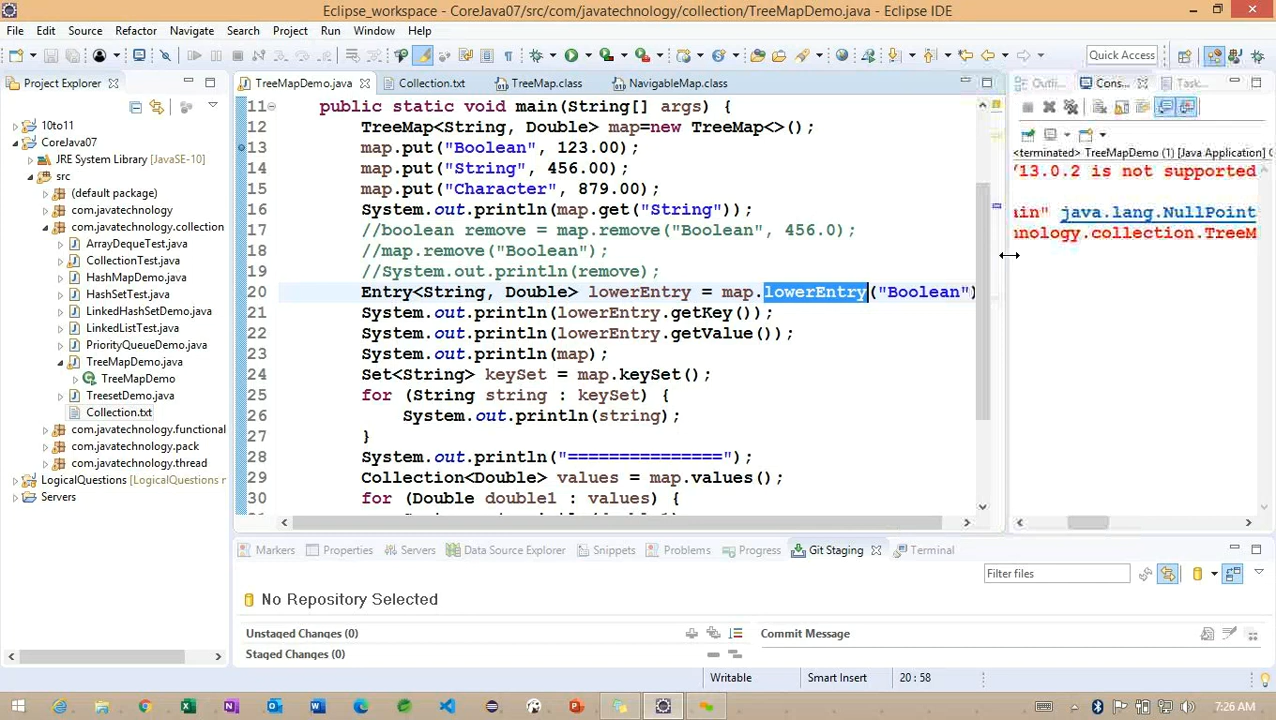 Eclipse_workspace - CoreJava07/src/com/javatechnology/collection/TreeMapDemo.java - Eclipse IDE
File Edit Source Refactor Navigate Search Project Run Window Help
Quick Access
Project Explorer
TreeMapDemo.java Collection.txt TreeMap.class NavigableMap.class
Outli... Cons... Task...
10to11
CoreJava07
JRE System Library [JavaSE-10]
src
(default package)
com.javatechnology
com.javatechnology.collection
ArrayDequeTest.java
CollectionTest.java
HashMapDemo.java
HashSetTest.java
LinkedHashSetDemo.java
LinkedListTest.java
PriorityQueueDemo.java
TreeMapDemo.java
TreeMapDemo
TreesetDemo.java
Collection.txt
com.javatechnology.functional
com.javatechnology.pack
com.javatechnology.thread
LogicalQuestions [LogicalQuestions r
Servers
11 public static void main(String[] args) {
12 TreeMap<String, Double> map=new TreeMap<>();
13 map.put("Boolean", 123.00);
14 map.put("String", 456.00);
15 map.put("Character", 879.00);
16 System.out.println(map.get("String"));
17 //boolean remove = map.remove("Boolean", 456.0);
18 //map.remove("Boolean");
19 //System.out.println(remove);
20 Entry<String, Double> lowerEntry = map.lowerEntry("Boolean")
21 System.out.println(lowerEntry.getKey());
22 System.out.println(lowerEntry.getValue());
23 System.out.println(map);
24 Set<String> keySet = map.keySet();
25 for (String string : keySet) {
26 System.out.println(string);
27 }
28 System.out.println("===============");
29 Collection<Double> values = map.values();
30 for (Double double1 : values) {
<terminated> TreeMapDemo (1) [Java Application] C
/13.0.2 is not supported
ain" java.lang.NullPoint
hnology.collection.TreeM
Markers Properties Servers Data Source Explorer Snippets Problems Progress Git Staging Terminal
Filter files
No Repository Selected
Unstaged Changes (0)
Commit Message
Staged Changes (0)
Writable Smart Insert 20 : 58
7:26 AM